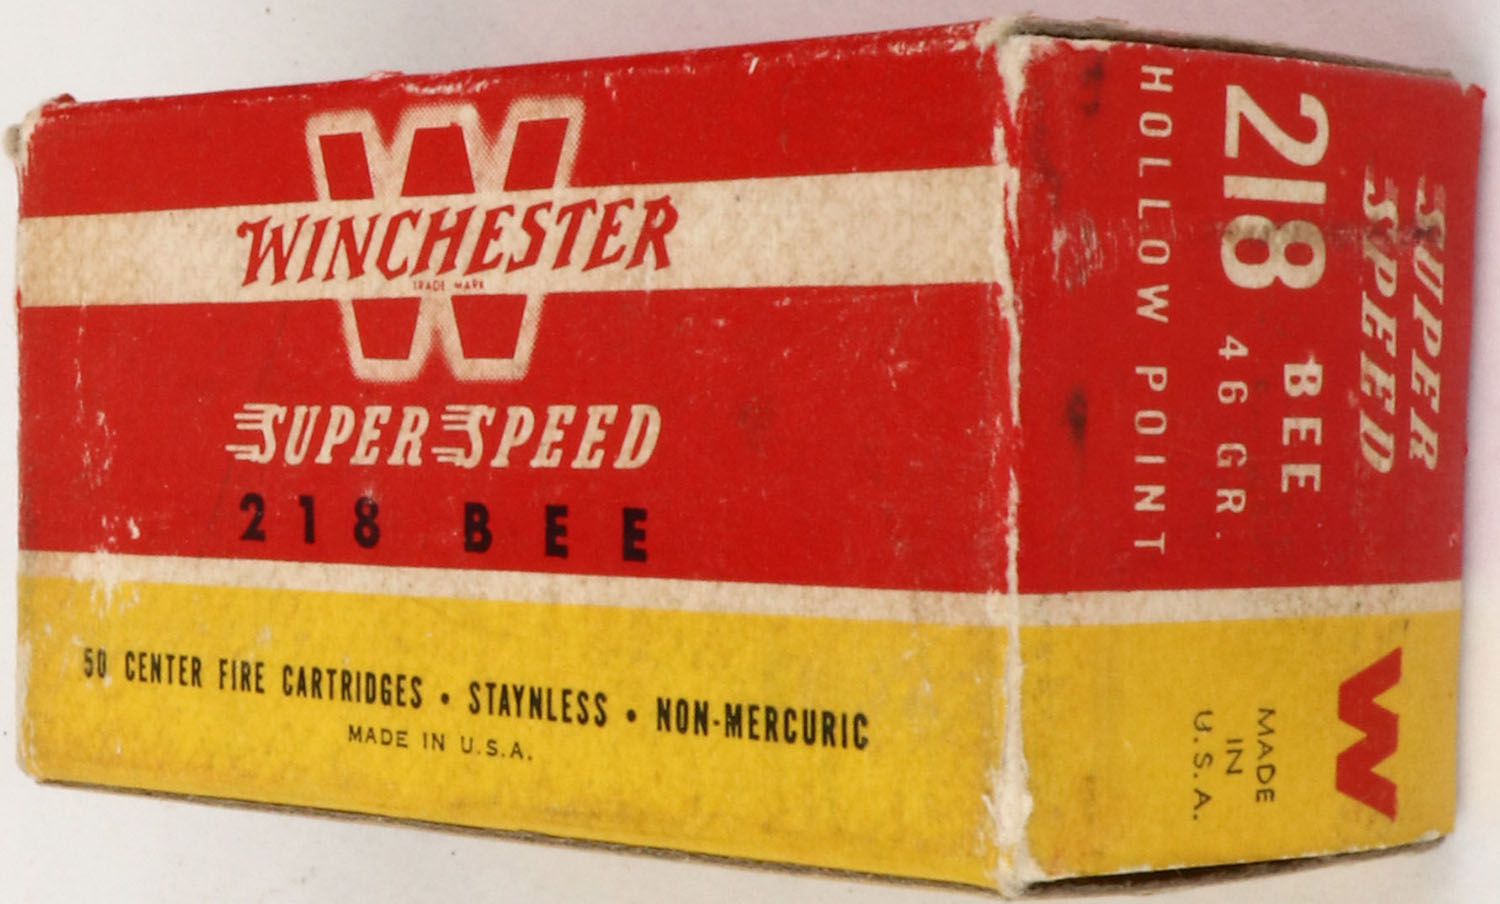 W
WINCHESTER
TRADE MARK
SUPER SPEED
218 BEE
50 CENTER FIRE CARTRIDGES • STAYNLESS • NON-MERCURIC
MADE IN U.S.A.
SUPER
SPEED
218 BEE
46 GR.
HOLLOW POINT
W
MADE
IN
U.S.A.